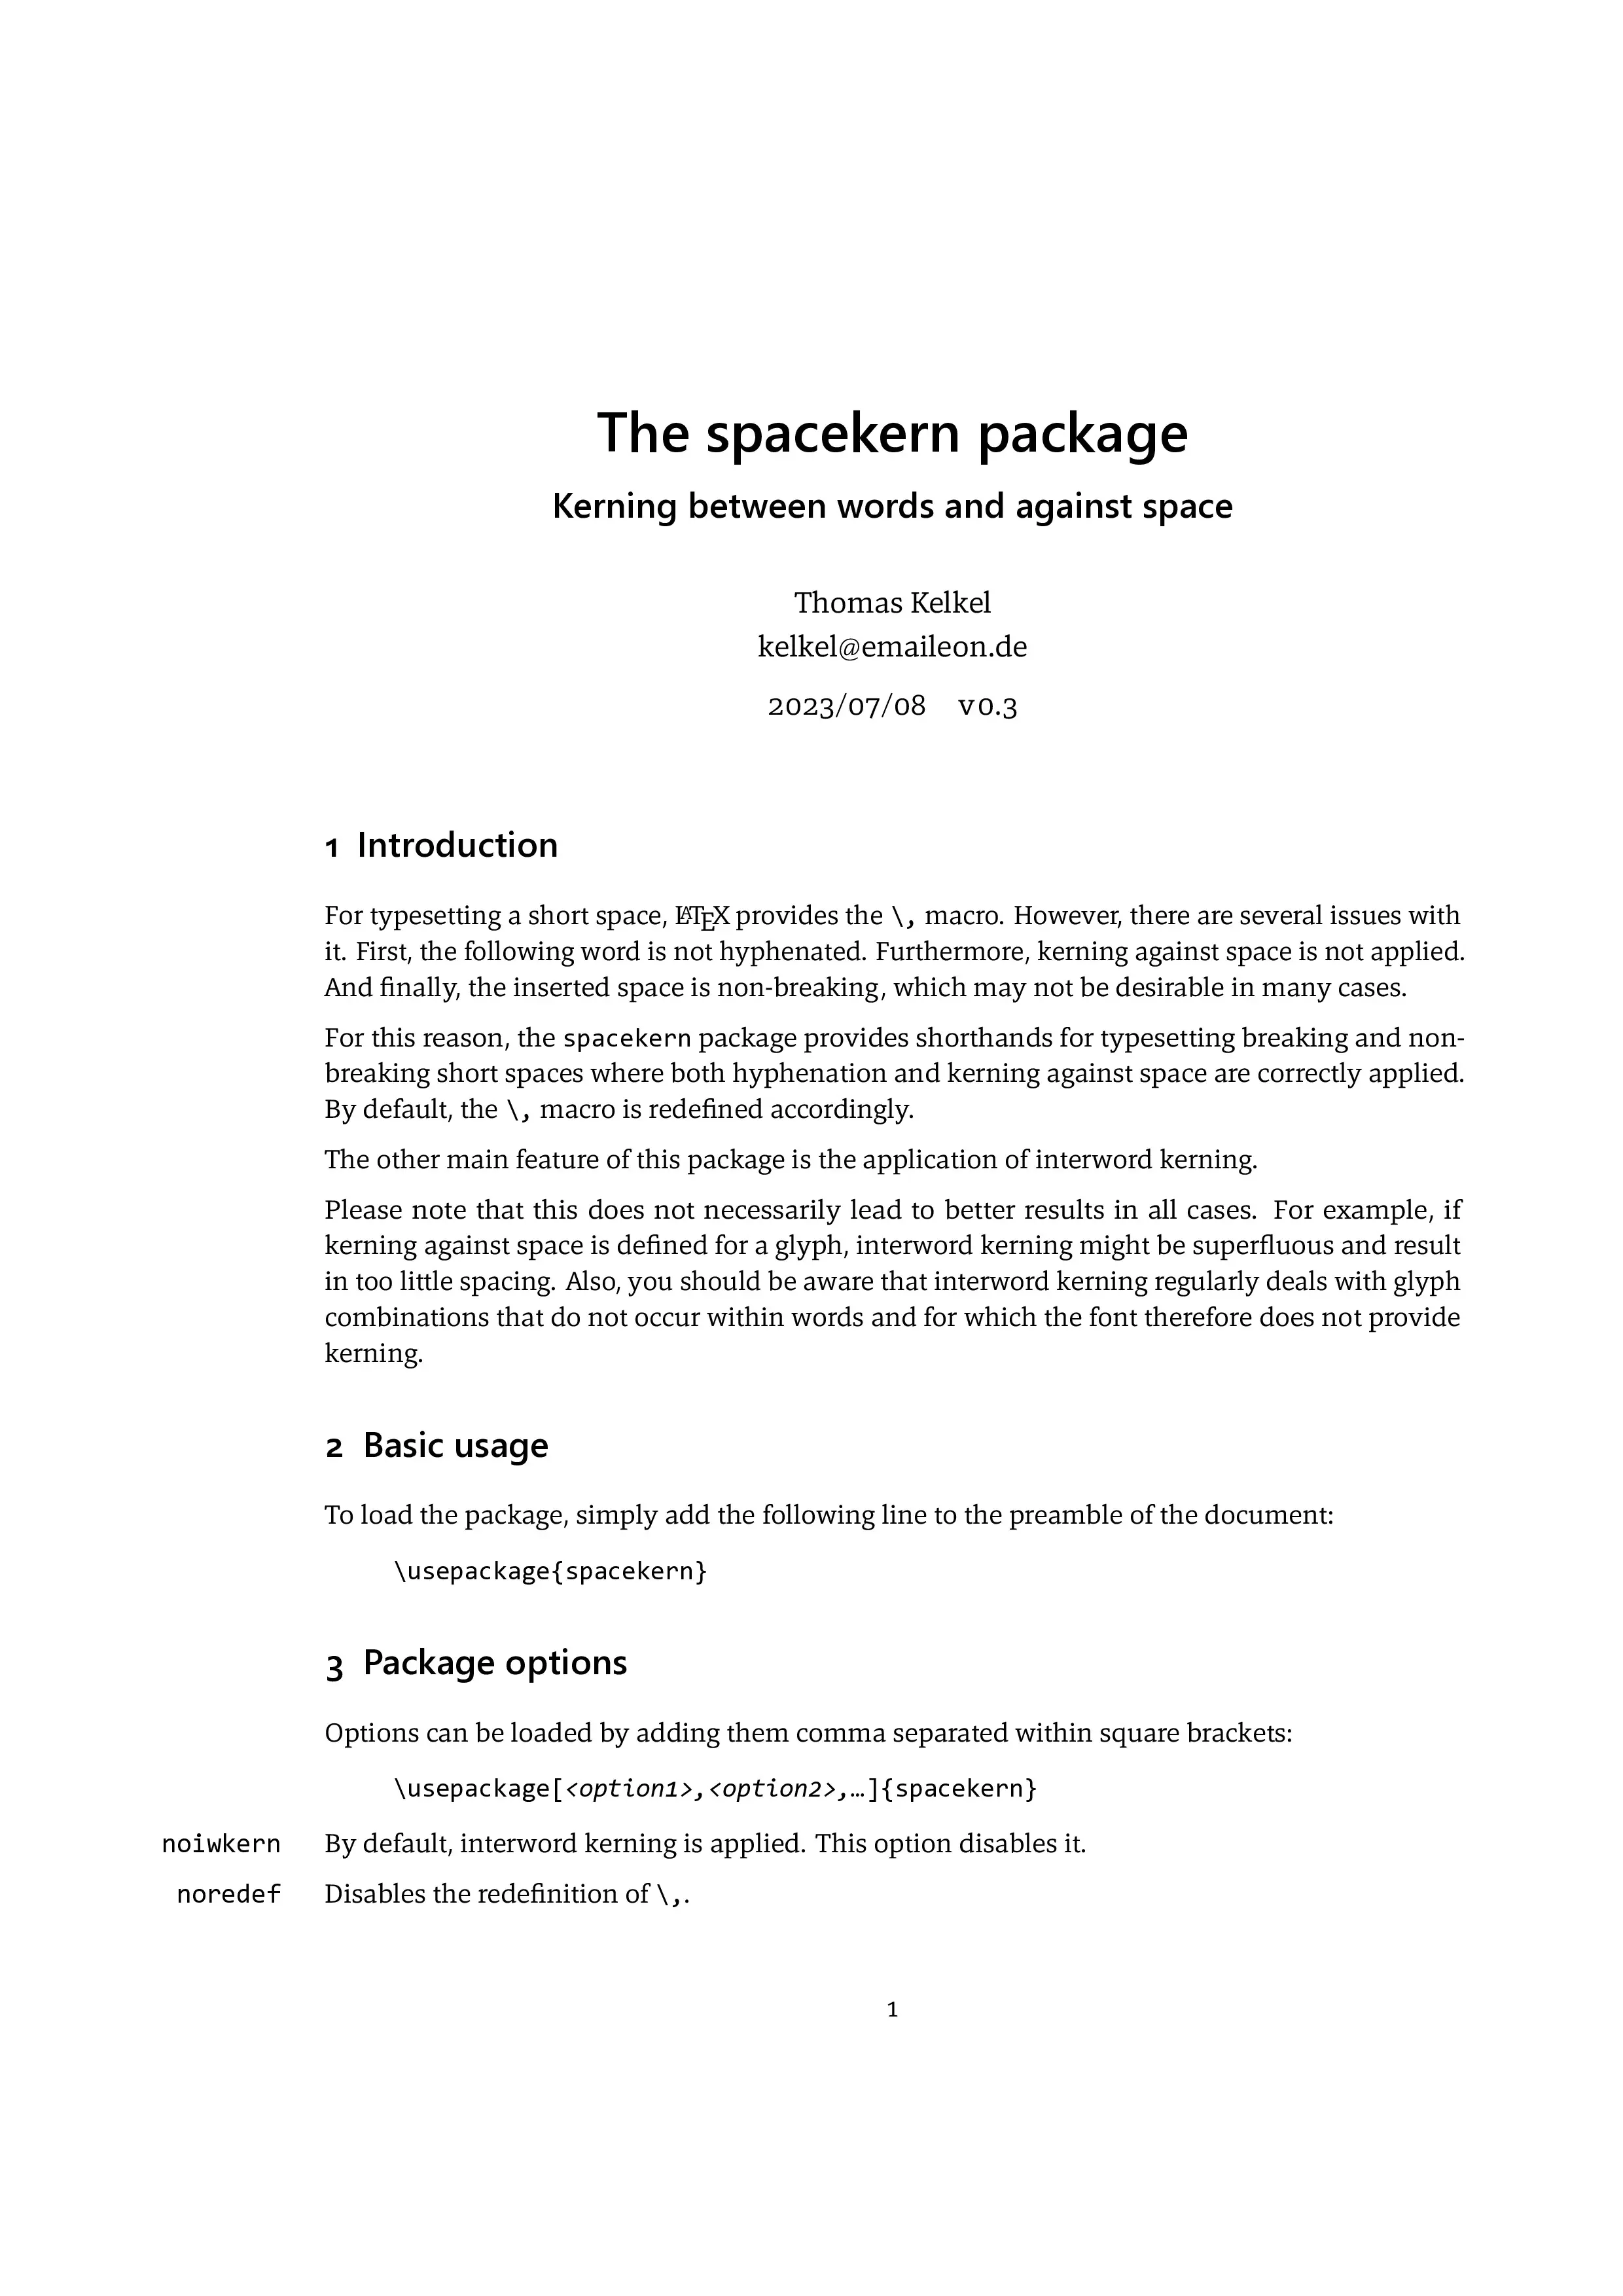 The spacekern package
Kerning between words and against space
Thomas Kelkel
kelkel@emaileon.de
2023/07/08 v0.3
1 Introduction
For typesetting a short space, LATEX provides the \, macro. However, there are several issues with
it. First, the following word is not hyphenated. Furthermore, kerning against space is not applied.
And finally, the inserted space is non-breaking, which may not be desirable in many cases.
For this reason, the spacekern package provides shorthands for typesetting breaking and non-
breaking short spaces where both hyphenation and kerning against space are correctly applied.
By default, the \, macro is redefined accordingly.
The other main feature of this package is the application of interword kerning.
Please note that this does not necessarily lead to better results in all cases. For example, if
kerning against space is defined for a glyph, interword kerning might be superfluous and result
in too little spacing. Also, you should be aware that interword kerning regularly deals with glyph
combinations that do not occur within words and for which the font therefore does not provide
kerning.
2 Basic usage
To load the package, simply add the following line to the preamble of the document:
\usepackage{spacekern}
3 Package options
Options can be loaded by adding them comma separated within square brackets:
\usepackage[<option1>,<option2>,…]{spacekern}
noiwkern By default, interword kerning is applied. This option disables it.
noredef Disables the redefinition of \,.
1